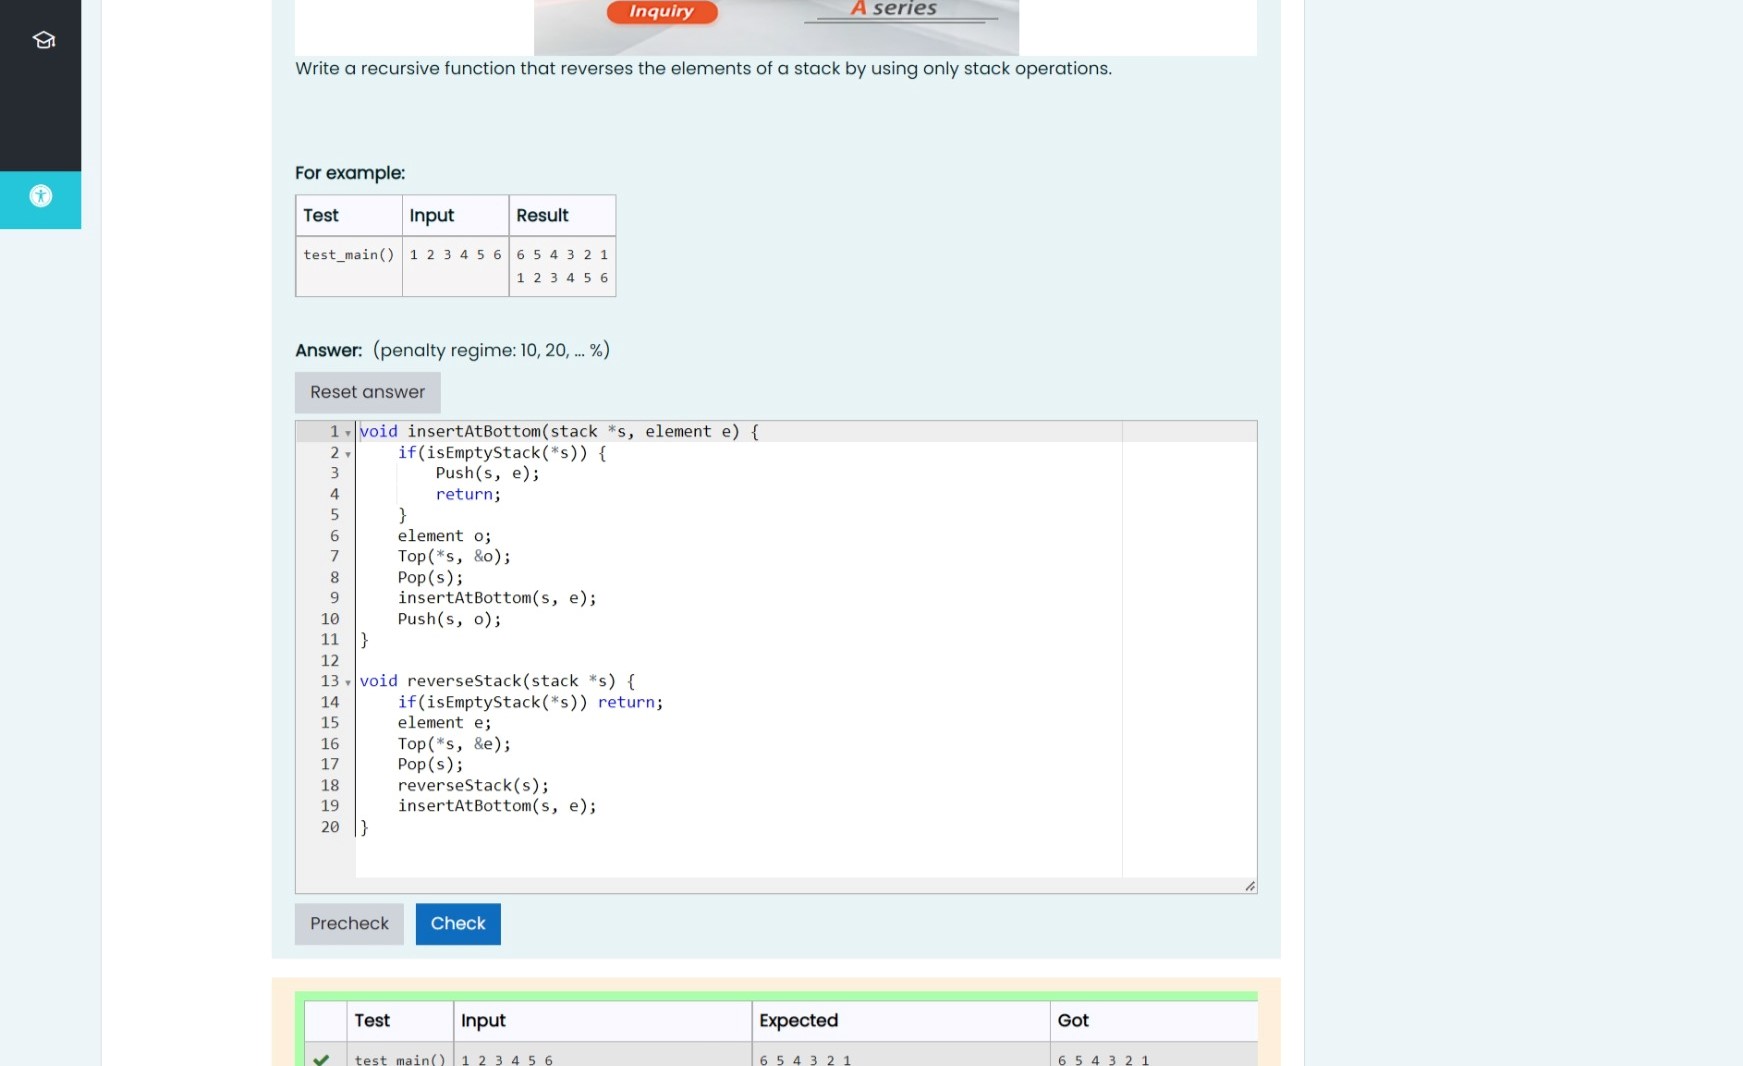 Inquiry
A series
Write a recursive function that reverses the elements of a stack by using only stack operations.
For example:
Test Input Result
test_main() 1 2 3 4 5 6 6 5 4 3 2 1
1 2 3 4 5 6
Answer: (penalty regime: 10, 20, ... %)
Reset answer
1 void insertAtBottom(stack *s, element e) {
2     if(isEmptyStack(*s)) {
3         Push(s, e);
4         return;
5     }
6     element o;
7     Top(*s, &o);
8     Pop(s);
9     insertAtBottom(s, e);
10     Push(s, o);
11 }
12
13 void reverseStack(stack *s) {
14     if(isEmptyStack(*s)) return;
15     element e;
16     Top(*s, &e);
17     Pop(s);
18     reverseStack(s);
19     insertAtBottom(s, e);
20 }
Precheck Check
Test Input Expected Got
test_main() 1 2 3 4 5 6 6 5 4 3 2 1 6 5 4 3 2 1